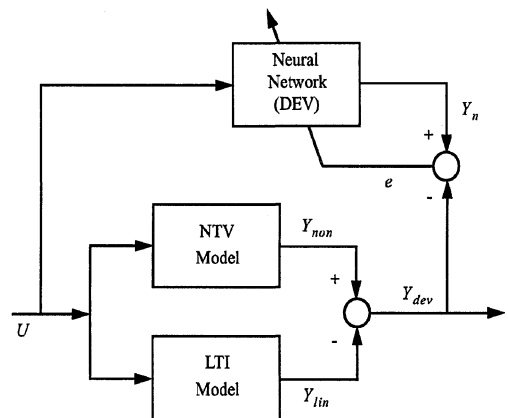 Neural
Network
(DEV)
Y_n
+
e
-
NTV
Model
Y_non
+
Y_dev
U
-
LTI
Model
Y_lin